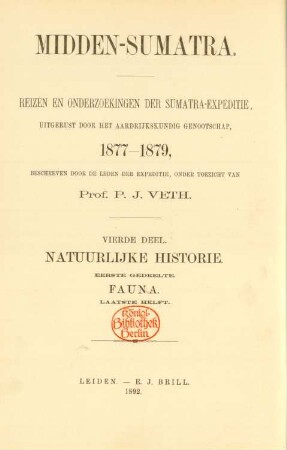 MIDDEN-SUMATRA.
REIZEN EN ONDERZOEKINGEN DER SUMATRA-EXPEDITIE,
UITGERUST DOOR HET AARDRIJKSKUNDIG GENOOTSCHAP,
1877—1879,
BESCHREVEN DOOR DE LEDEN DER EXPEDITIE, ONDER TOEZICHT VAN
Prof. P. J. VETH.
VIERDE DEEL.
NATUURLIJKE HISTORIE.
EERSTE GEDEELTE.
FAUNA.
LAATSTE HELFT.
Königl.
Bibliothek
Berlin
LEIDEN. — E. J. BRILL.
1892.